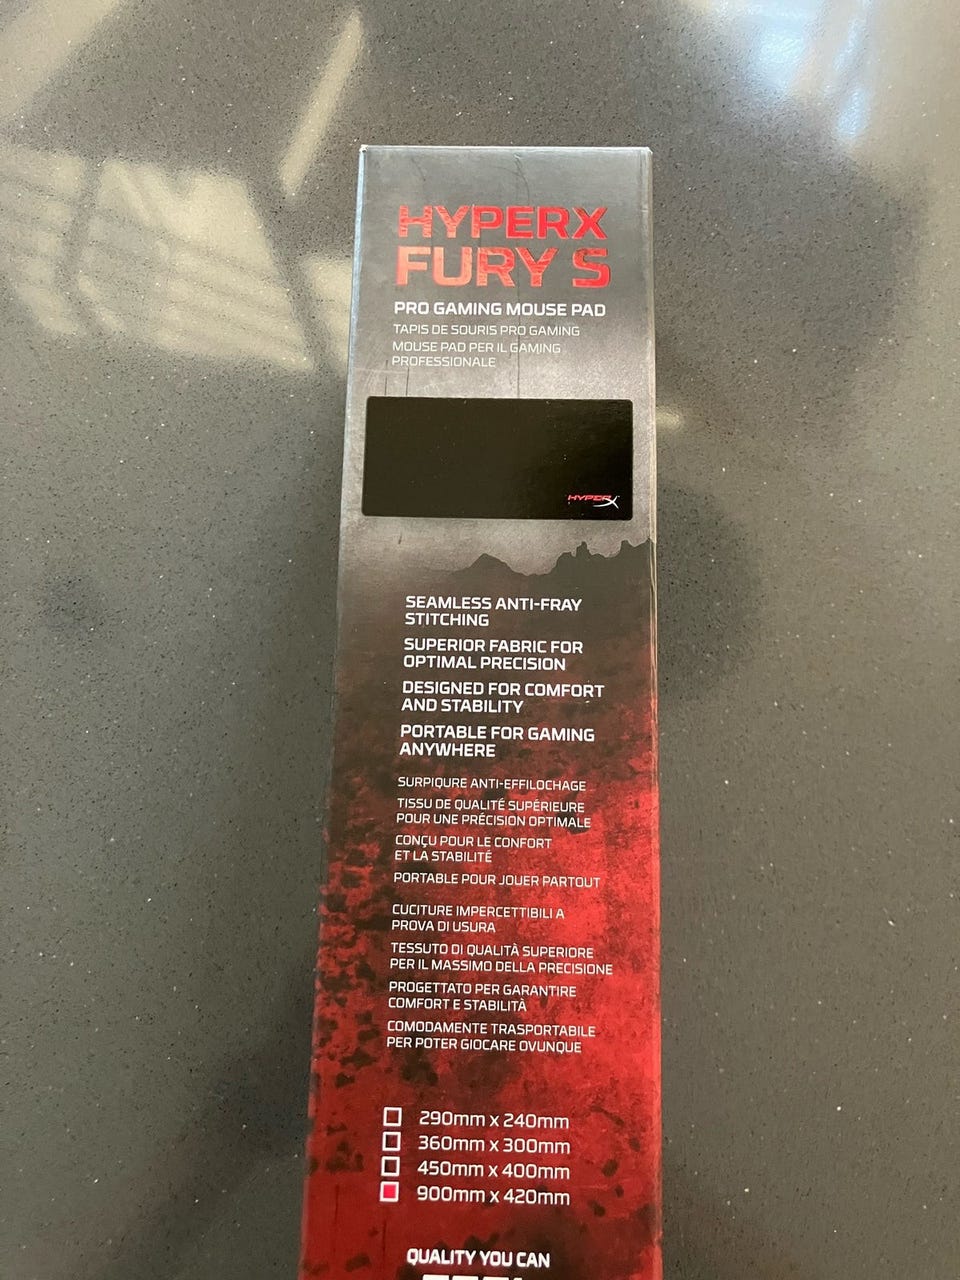 HYPERX
FURY S
PRO GAMING MOUSE PAD
TAPIS DE SOURIS PRO GAMING
MOUSE PAD PER IL GAMING
PROFESSIONALE
HYPERX
SEAMLESS ANTI-FRAY
STITCHING
SUPERIOR FABRIC FOR
OPTIMAL PRECISION
DESIGNED FOR COMFORT
AND STABILITY
PORTABLE FOR GAMING
ANYWHERE
SURPIQURE ANTI-EFFILOCHAGE
TISSU DE QUALITÉ SUPÉRIEURE
POUR UNE PRÉCISION OPTIMALE
CONÇU POUR LE CONFORT
ET LA STABILITÉ
PORTABLE POUR JOUER PARTOUT
CUCITURE IMPERCETTIBILI A
PROVA DI USURA
TESSUTO DI QUALITÀ SUPERIORE
PER IL MASSIMO DELLA PRECISIONE
PROGETTATO PER GARANTIRE
COMFORT E STABILITÀ
COMODAMENTE TRASPORTABILE
PER POTER GIOCARE OVUNQUE
290mm x 240mm
360mm x 300mm
450mm x 400mm
900mm x 420mm
QUALITY YOU CAN